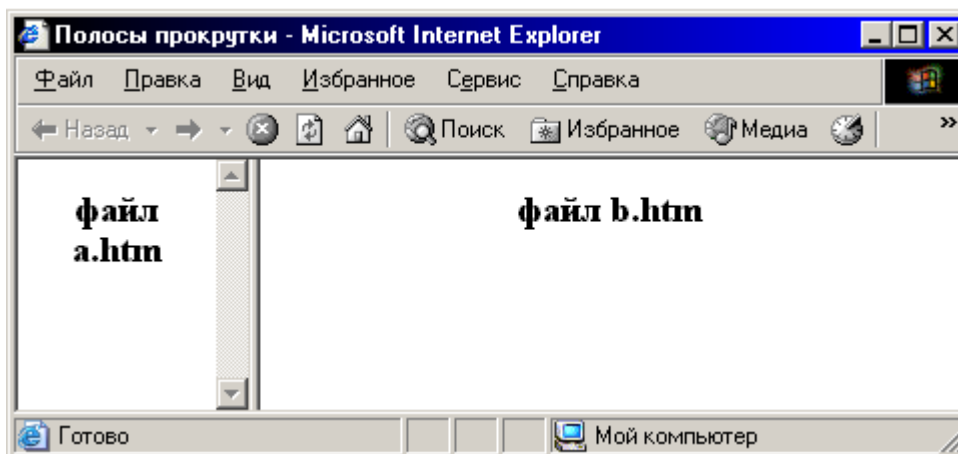 Полосы прокрутки - Microsoft Internet Explorer
Файл Правка Вид Избранное Сервис Справка
Назад Поиск Избранное Медиа »
файл
a.htm
файл b.htm
Готово Мой компьютер